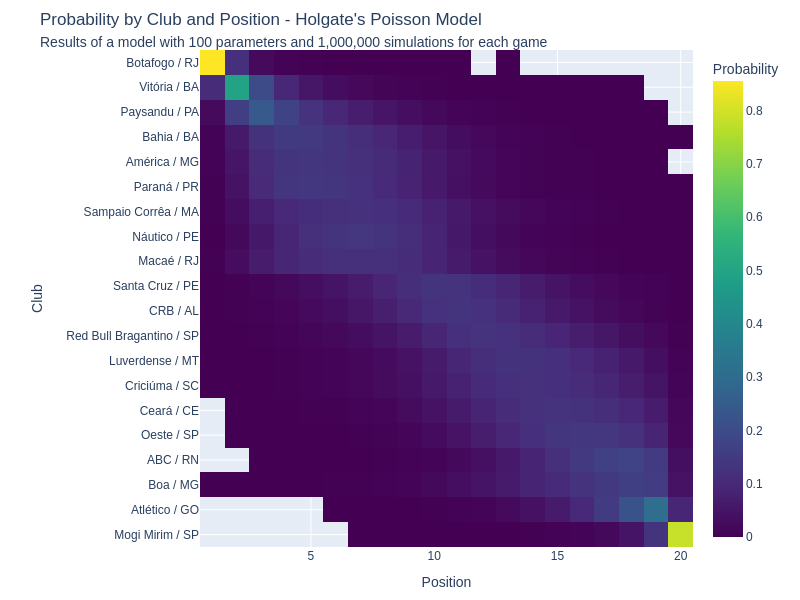 Probability by Club and Position - Holgate's Poisson Model
Results of a model with 100 parameters and 1,000,000 simulations for each game
Probability
Club
Botafogo / RJ
Vitória / BA
Paysandu / PA
Bahia / BA
América / MG
Paraná / PR
Sampaio Corrêa / MA
Náutico / PE
Macaé / RJ
Santa Cruz / PE
CRB / AL
Red Bull Bragantino / SP
Luverdense / MT
Criciúma / SC
Ceará / CE
Oeste / SP
ABC / RN
Boa / MG
Atlético / GO
Mogi Mirim / SP
0.8
0.7
0.6
0.5
0.4
0.3
0.2
0.1
0
5 10 15 20
Position